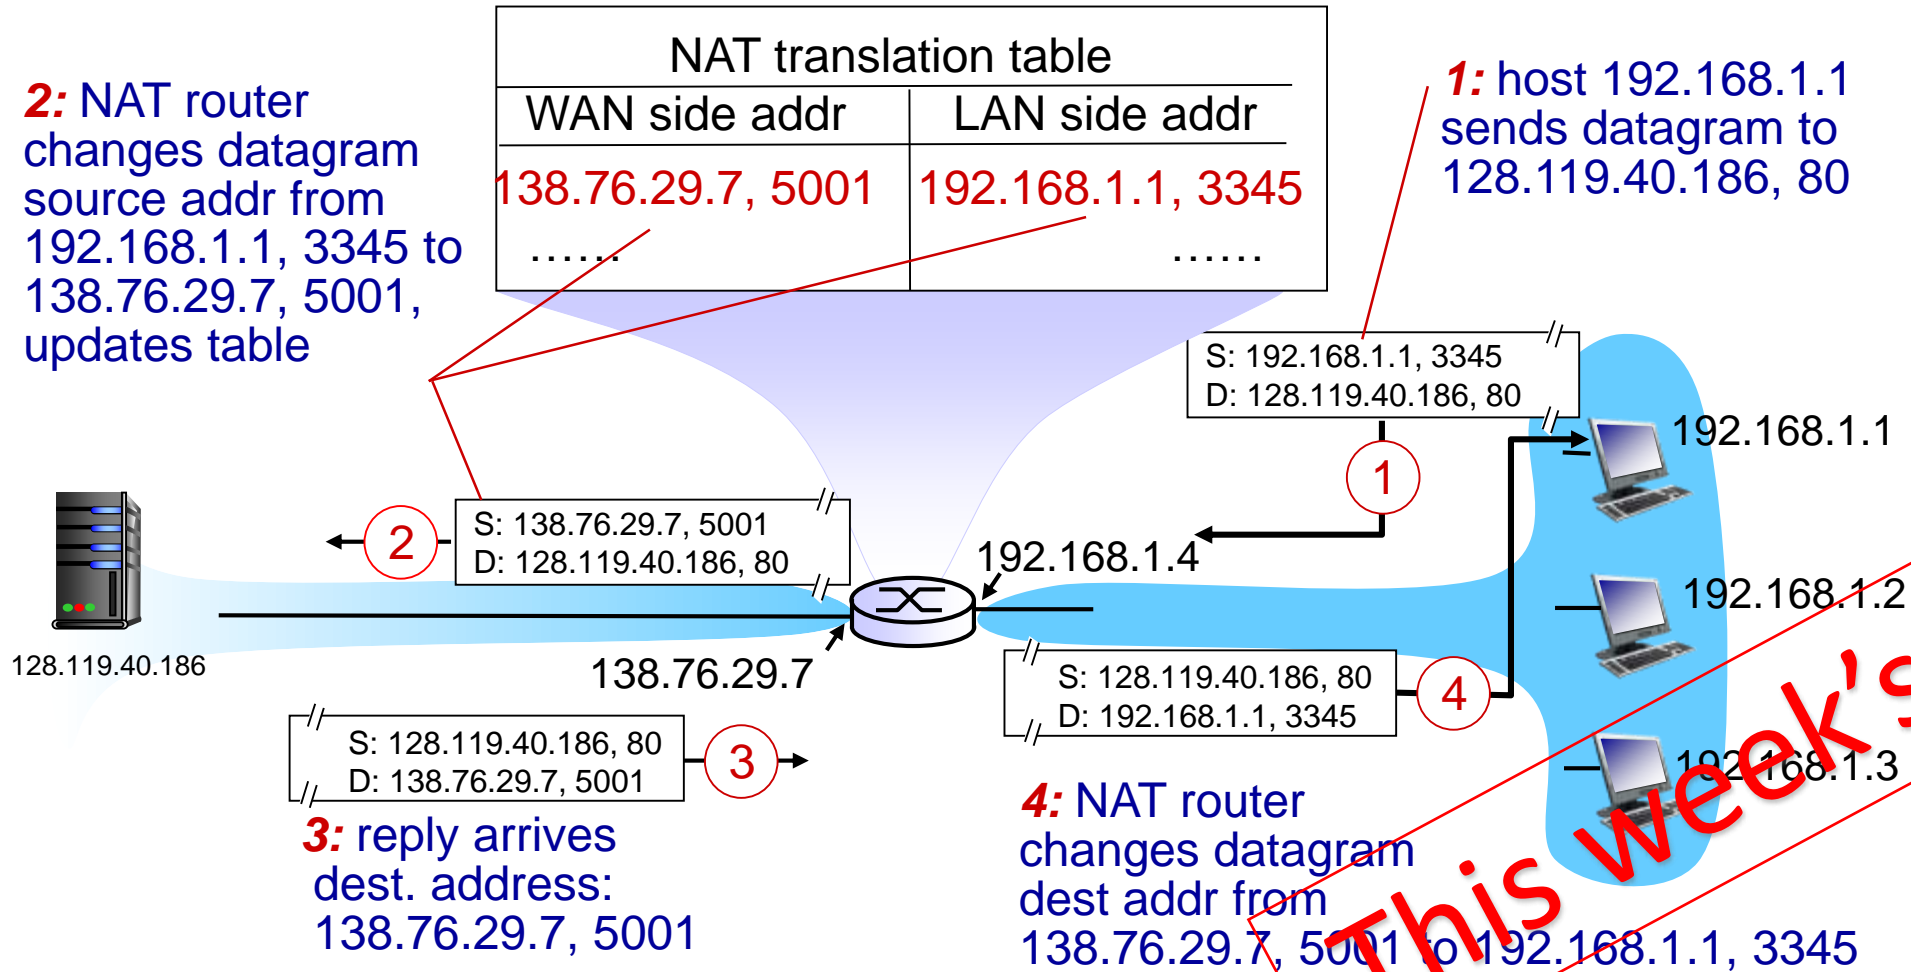 NAT translation table
WAN side addr LAN side addr
138.76.29.7, 5001 192.168.1.1, 3345
...... ......
2: NAT router
changes datagram
source addr from
192.168.1.1, 3345 to
138.76.29.7, 5001,
updates table
1: host 192.168.1.1
sends datagram to
128.119.40.186, 80
S: 192.168.1.1, 3345
D: 128.119.40.186, 80
1
192.168.1.1
2
S: 138.76.29.7, 5001
D: 128.119.40.186, 80
192.168.1.4
192.168.1.2
128.119.40.186
138.76.29.7
S: 128.119.40.186, 80
D: 192.168.1.1, 3345
4
S: 128.119.40.186, 80
D: 138.76.29.7, 5001
3
192.168.1.3
3: reply arrives
dest. address:
138.76.29.7, 5001
4: NAT router
changes datagram
dest addr from
138.76.29.7, 5001 to 192.168.1.1, 3345
This week's